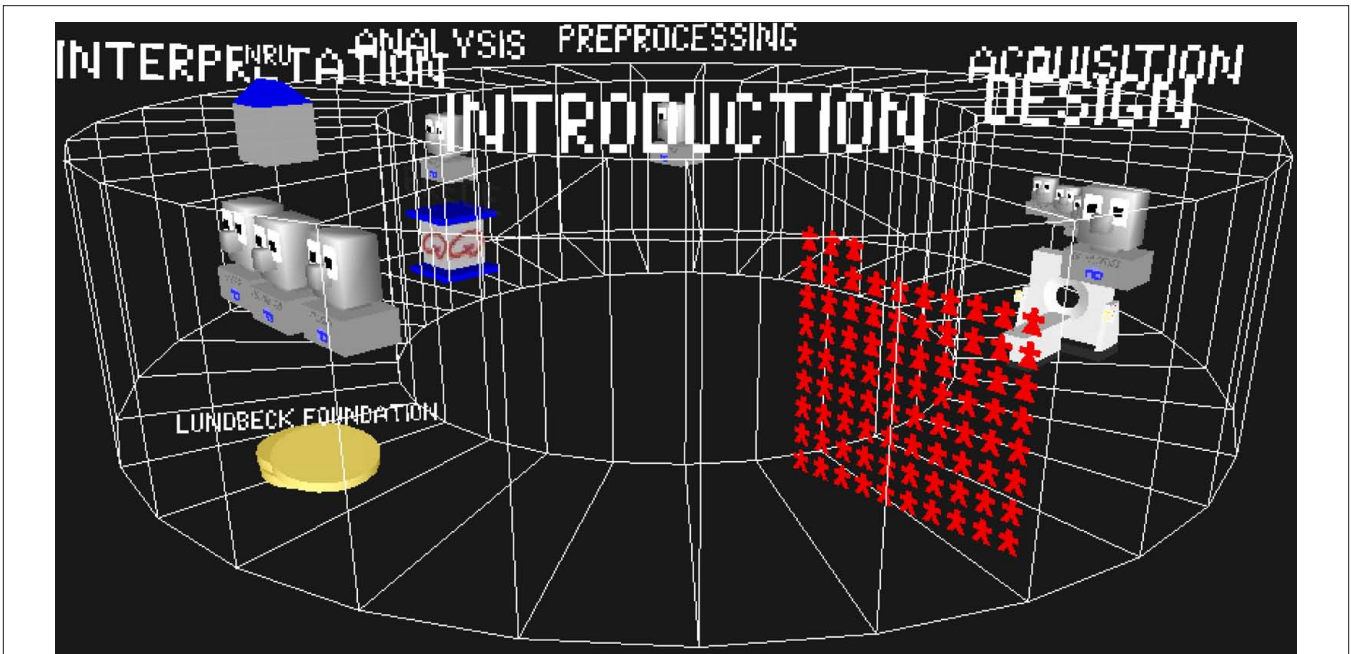 INTERPRETATION
NRU
ANALYSIS
PREPROCESSING
ACQUISITION
DESIGN
INTRODUCTION
LUNDBECK FOUNDATION